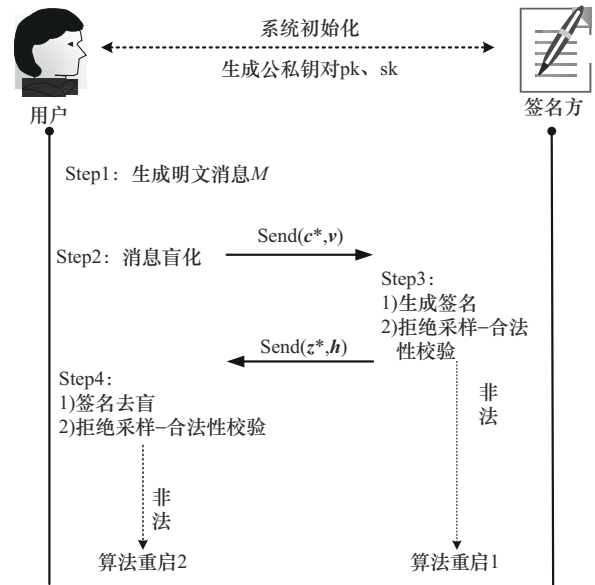 系统初始化
生成公私钥对pk、sk
用户
签名方
Step1：生成明文消息M
Send(c*,v)
Step2：消息盲化
Step3：
1)生成签名
2)拒绝采样–合法
性校验
Send(z*,h)
Step4：
1)签名去盲
2)拒绝采样–合法性校验
非
法
非
法
算法重启2
算法重启1